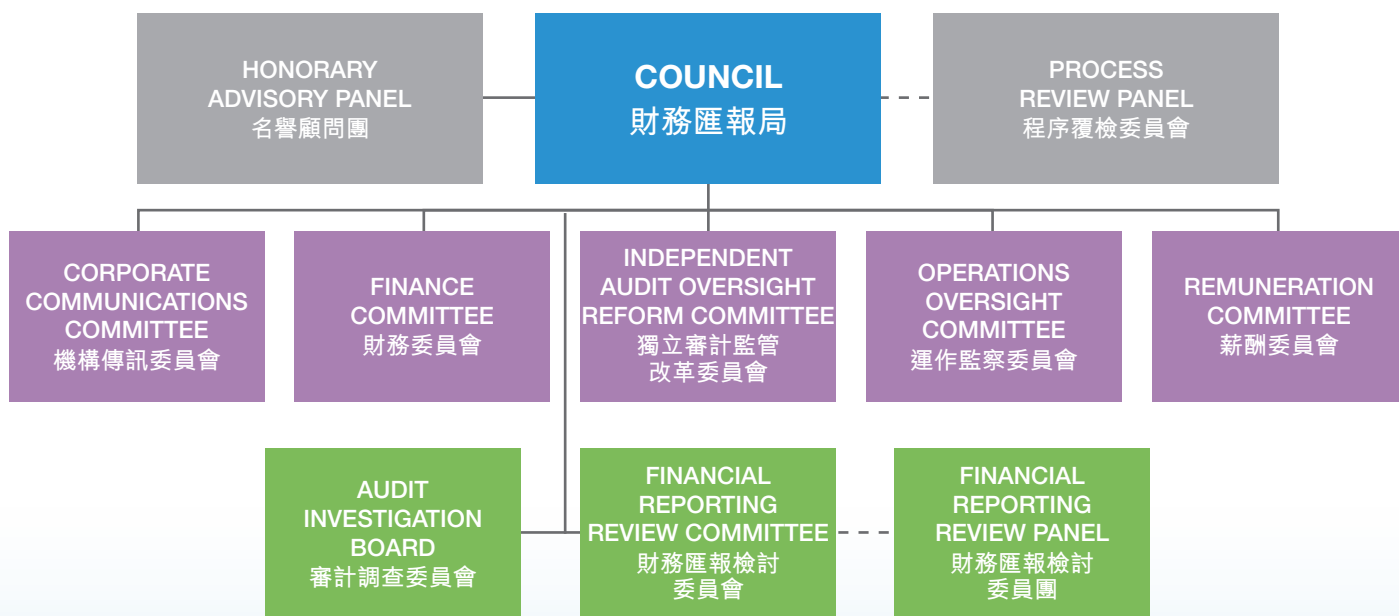 HONORARY
ADVISORY PANEL
名譽顧問團
COUNCIL
財務匯報局
PROCESS
REVIEW PANEL
程序覆檢委員會
CORPORATE
COMMUNICATIONS
COMMITTEE
機構傳訊委員會
FINANCE
COMMITTEE
財務委員會
INDEPENDENT
AUDIT OVERSIGHT
REFORM COMMITTEE
獨立審計監管
改革委員會
OPERATIONS
OVERSIGHT
COMMITTEE
運作監察委員會
REMUNERATION
COMMITTEE
薪酬委員會
AUDIT
INVESTIGATION
BOARD
審計調查委員會
FINANCIAL
REPORTING
REVIEW COMMITTEE
財務匯報檢討
委員會
FINANCIAL
REPORTING
REVIEW PANEL
財務匯報檢討
委員團